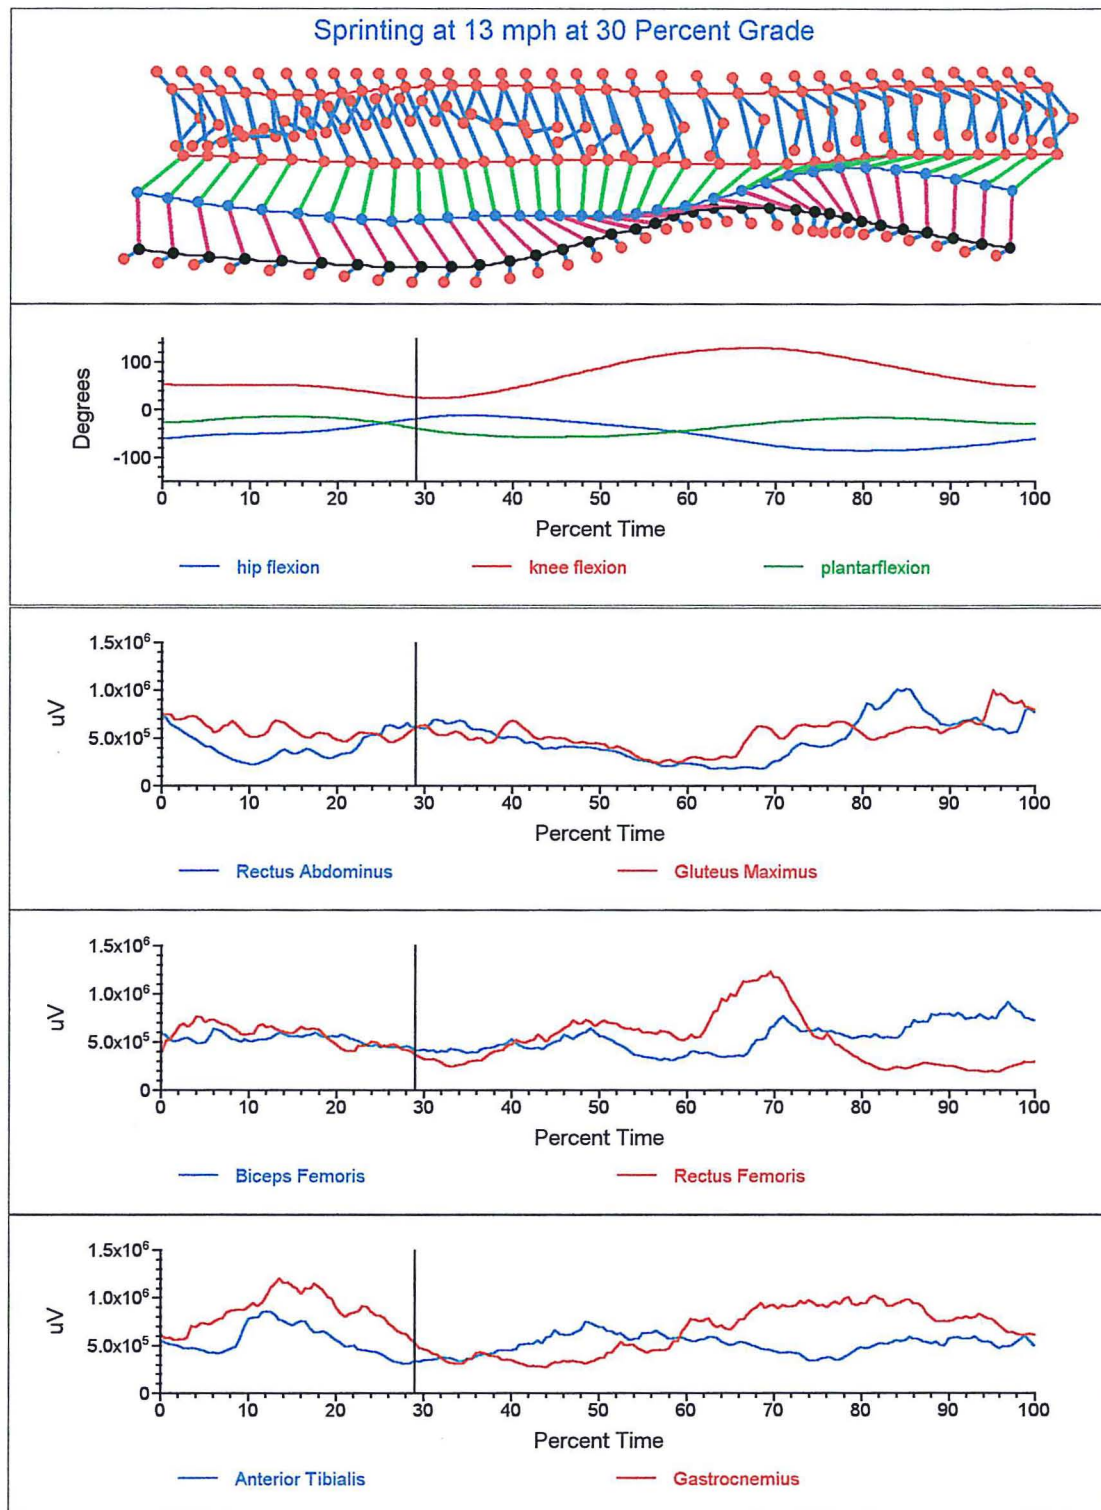 Sprinting at 13 mph at 30 Percent Grade
100
0
-100
Degrees
0 10 20 30 40 50 60 70 80 90 100
Percent Time
hip flexion knee flexion plantarflexion
1.5x10⁶
1.0x10⁶
5.0x10⁵
0
uV
0 10 20 30 40 50 60 70 80 90 100
Percent Time
Rectus Abdominus Gluteus Maximus
1.5x10⁶
1.0x10⁶
5.0x10⁵
0
uV
0 10 20 30 40 50 60 70 80 90 100
Percent Time
Biceps Femoris Rectus Femoris
1.5x10⁶
1.0x10⁶
5.0x10⁵
0
uV
0 10 20 30 40 50 60 70 80 90 100
Percent Time
Anterior Tibialis Gastrocnemius